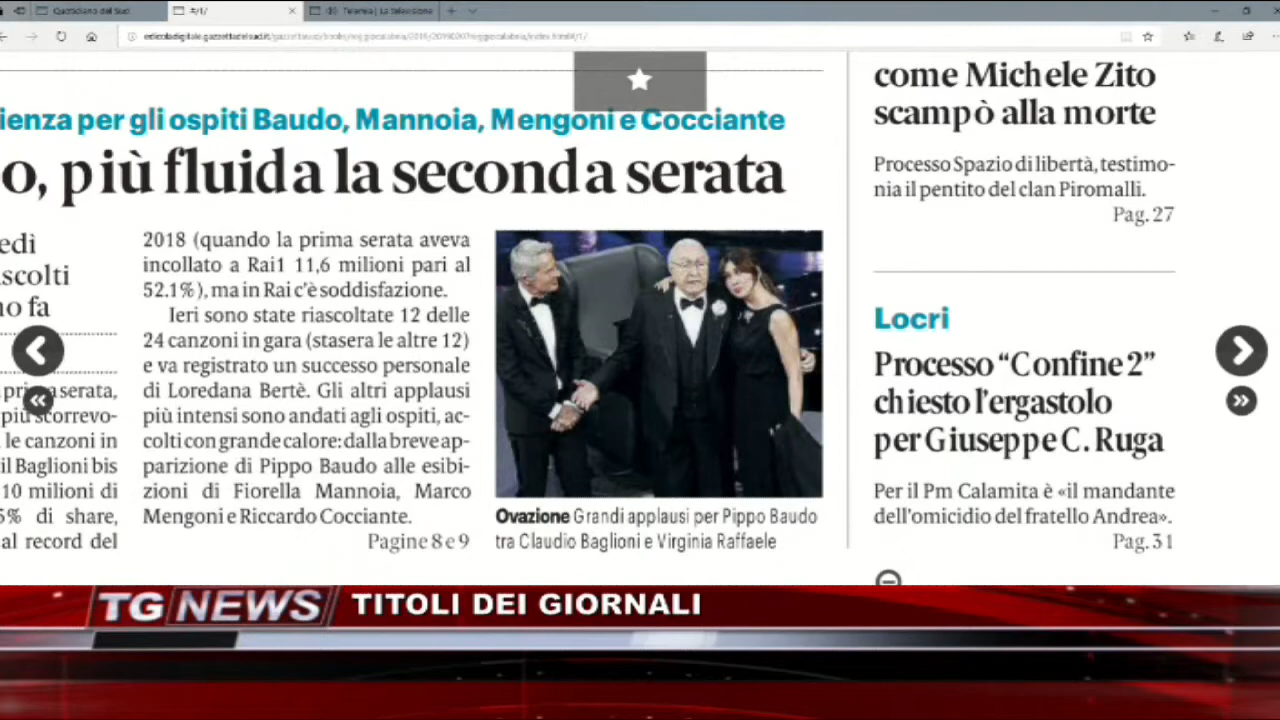 Quotidiano del Sud
#/1/
Telemia | La televisione
edicoladigitale.gazzettadelsud.it/
ienza per gli ospiti Baudo, Mannoia, Mengoni e Cocciante
o, più fluida la seconda serata
edì
ascolti
no fa
prima serata,
più scorrevo-
le canzoni in
il Baglioni bis
10 milioni di
5% di share,
al record del
2018 (quando la prima serata aveva
incollato a Rai1 11,6 milioni pari al
52.1%), ma in Rai c'è soddisfazione.
Ieri sono state riascoltate 12 delle
24 canzoni in gara (stasera le altre 12)
e va registrato un successo personale
di Loredana Bertè. Gli altri applausi
più intensi sono andati agli ospiti, ac-
colti con grande calore: dalla breve ap-
parizione di Pippo Baudo alle esibi-
zioni di Fiorella Mannoia, Marco
Mengoni e Riccardo Cocciante.
Pagine 8 e 9
Ovazione Grandi applausi per Pippo Baudo
tra Claudio Baglioni e Virginia Raffaele
come Michele Zito
scampò alla morte
Processo Spazio di libertà, testimo-
nia il pentito del clan Piromalli.
Pag. 27
Locri
Processo “Confine 2”
chiesto l'ergastolo
per Giuseppe C. Ruga
Per il Pm Calamita è «il mandante
dell'omicidio del fratello Andrea».
Pag. 31
TG NEWS TITOLI DEI GIORNALI